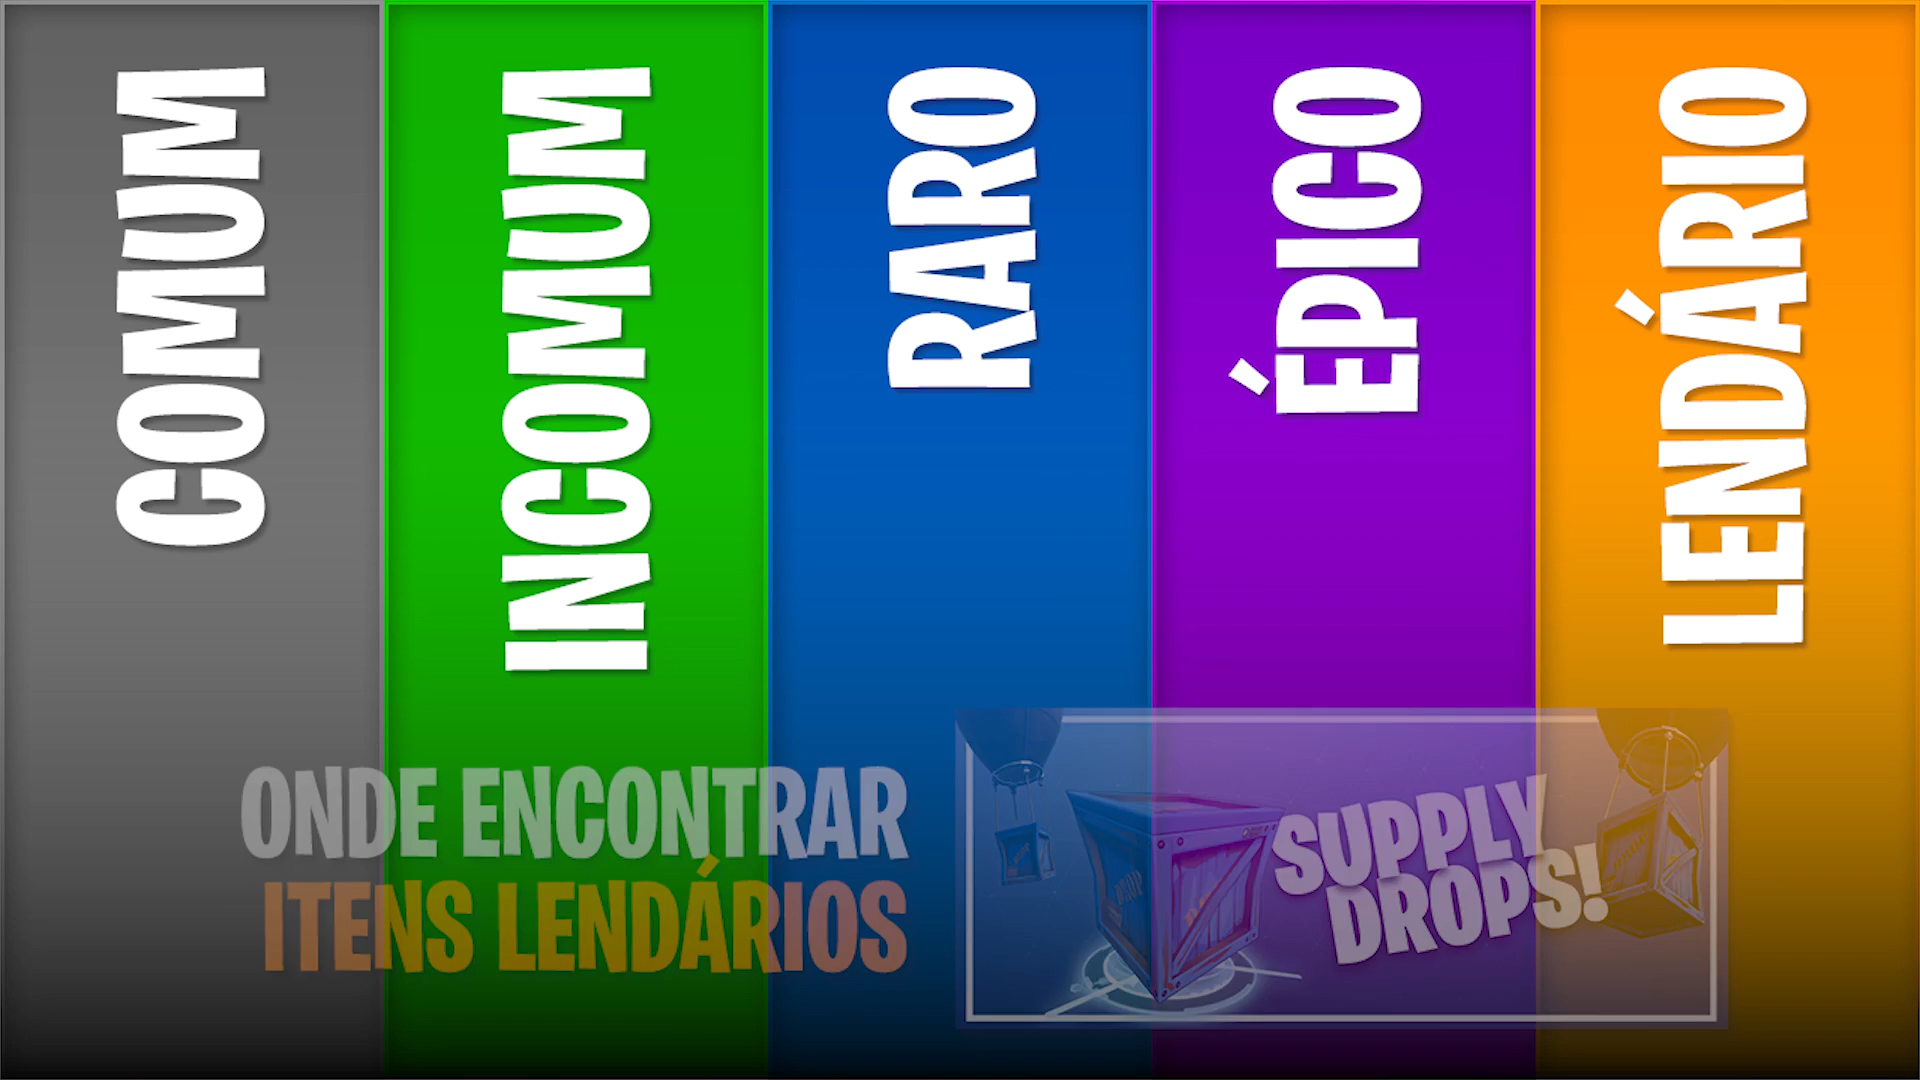 COMUM
INCOMUM
RARO
ÉPICO
LENDÁRIO
ONDE ENCONTRAR
ITENS LENDÁRIOS
SUPPLY
DROPS!